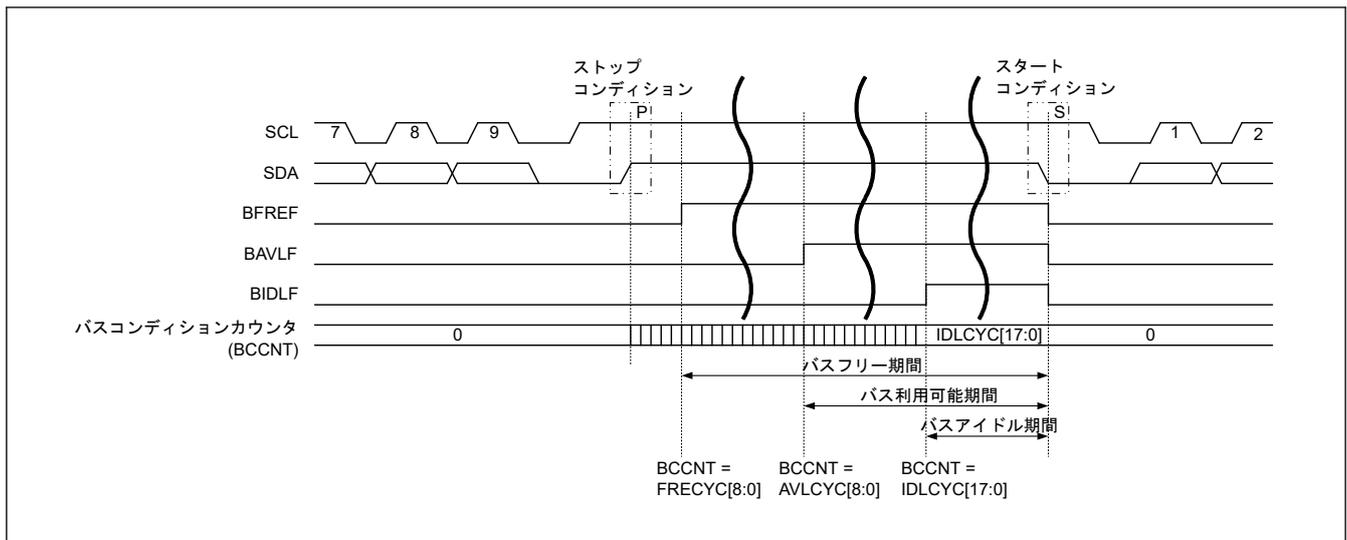 ストップ
コンディション
スタート
コンディション
P
S
SCL
7
8
9
1
2
SDA
BFREF
BAVLF
BIDLF
バスコンディションカウンタ
(BCCNT)
0
IDLCYC[17:0]
0
バスフリー期間
バス利用可能期間
バスアイドル期間
BCCNT =
FRECYC[8:0]
BCCNT =
AVLCYC[8:0]
BCCNT =
IDLCYC[17:0]